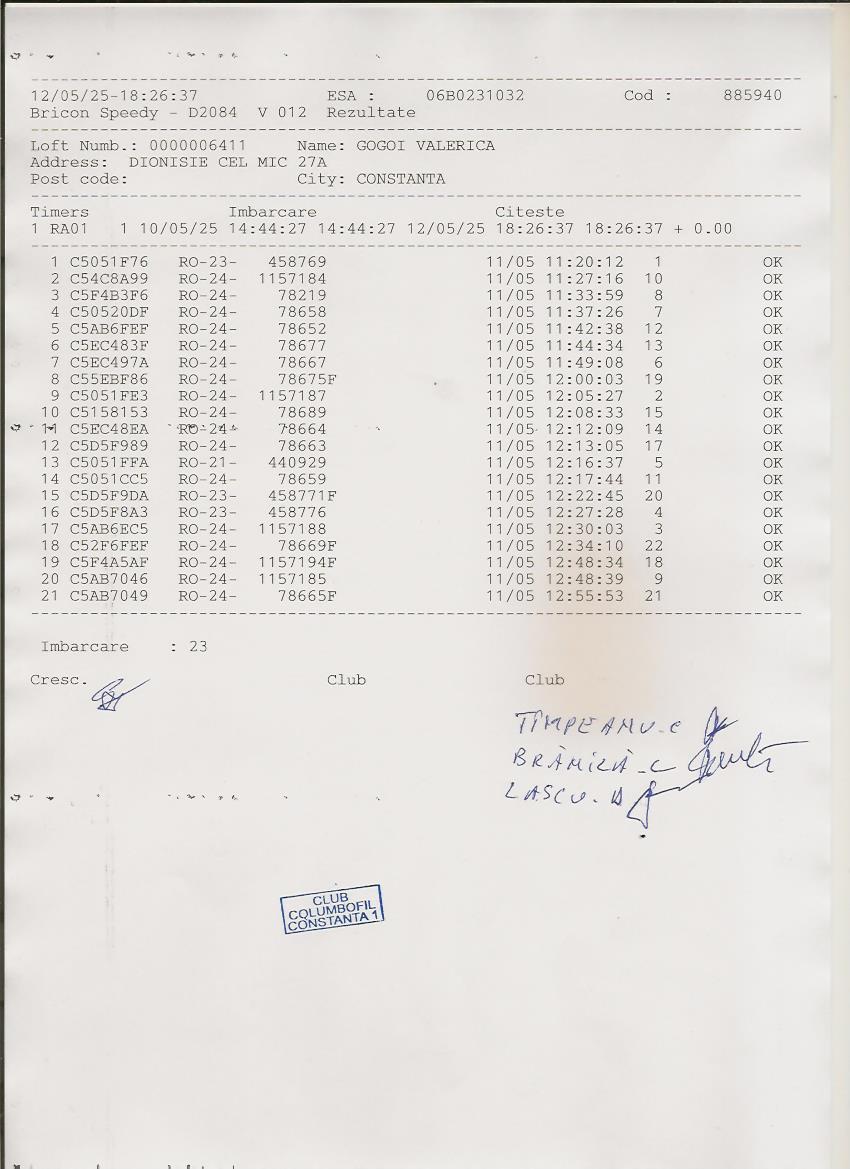 12/05/25-18:26:37 ESA : 06B0231032 Cod : 885940
Bricon Speedy - D2084 V 012 Rezultate
Loft Numb.: 0000006411 Name: GOGOI VALERICA
Address: DIONISIE CEL MIC 27A
Post code: City: CONSTANTA
Timers Imbarcare Citeste
1 RA01 1 10/05/25 14:44:27 14:44:27 12/05/25 18:26:37 18:26:37 + 0.00
1 C5051F76 RO-23- 458769 11/05 11:20:12 1 OK
2 C54C8A99 RO-24- 1157184 11/05 11:27:16 10 OK
3 C5F4B3F6 RO-24- 78219 11/05 11:33:59 8 OK
4 C50520DF RO-24- 78658 11/05 11:37:26 7 OK
5 C5AB6FEF RO-24- 78652 11/05 11:42:38 12 OK
6 C5EC483F RO-24- 78677 11/05 11:44:34 13 OK
7 C5EC497A RO-24- 78667 11/05 11:49:08 6 OK
8 C55EBF86 RO-24- 78675F 11/05 12:00:03 19 OK
9 C5051FE3 RO-24- 1157187 11/05 12:05:27 2 OK
10 C5158153 RO-24- 78689 11/05 12:08:33 15 OK
11 C5EC48EA RO-24- 78664 11/05 12:12:09 14 OK
12 C5D5F989 RO-24- 78663 11/05 12:13:05 17 OK
13 C5051FFA RO-21- 440929 11/05 12:16:37 5 OK
14 C5051CC5 RO-24- 78659 11/05 12:17:44 11 OK
15 C5D5F9DA RO-23- 458771F 11/05 12:22:45 20 OK
16 C5D5F8A3 RO-23- 458776 11/05 12:27:28 4 OK
17 C5AB6EC5 RO-24- 1157188 11/05 12:30:03 3 OK
18 C52F6FEF RO-24- 78669F 11/05 12:34:10 22 OK
19 C5F4A5AF RO-24- 1157194F 11/05 12:48:34 18 OK
20 C5AB7046 RO-24- 1157185 11/05 12:48:39 9 OK
21 C5AB7049 RO-24- 78665F 11/05 12:55:53 21 OK
Imbarcare : 23
Cresc. Club Club
TÎMPEANU.C
BRĂNILĂ-C
LASCU.
CLUB
COLUMBOFIL
CONSTANTA 1